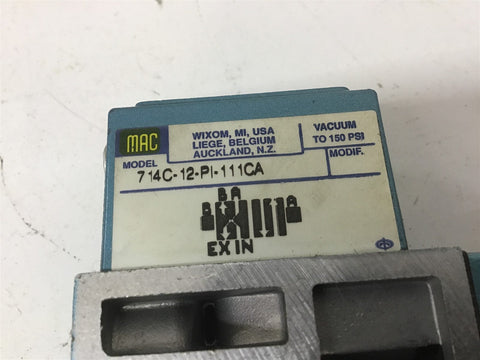 MAC
WIXOM, MI, USA
LIEGE, BELGIUM
AUCKLAND, N.Z.
VACUUM
TO 150 PSI
MODEL
MODIF.
714C-12-PI-111CA
B A
B A
EX IN